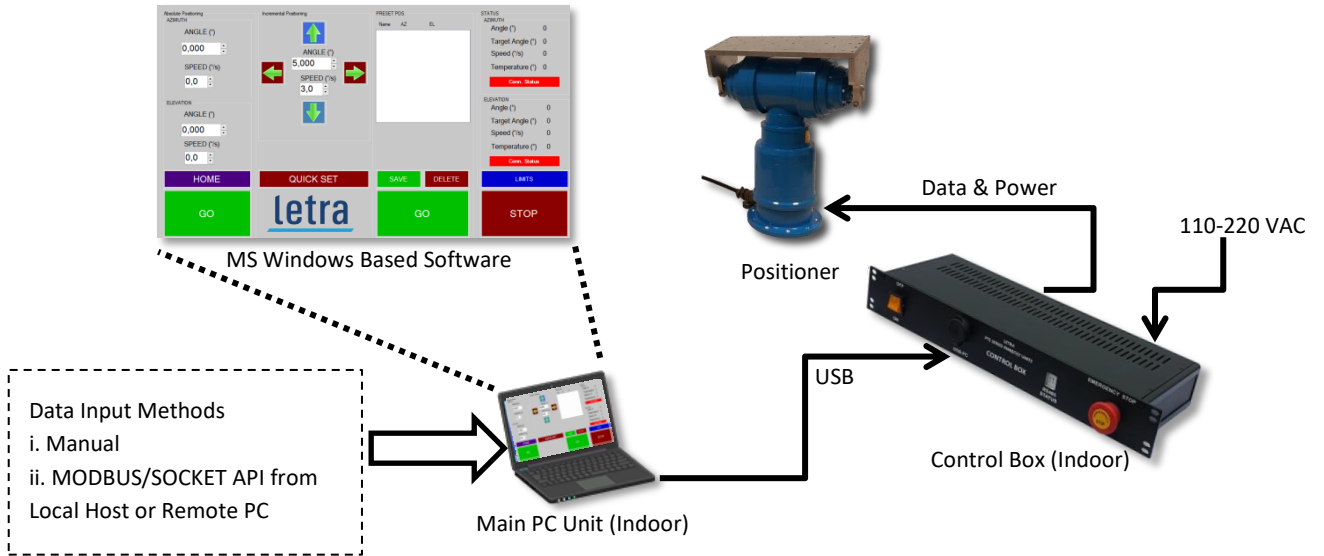 Absolute Positioning
AZIMUTH
ANGLE (°)
0,000
SPEED (°/s)
0,0
ELEVATION
ANGLE (°)
0,000
SPEED (°/s)
0,0
HOME
GO
Incremental Positioning
ANGLE (°)
5,000
SPEED (°/s)
3,0
QUICK SET
letra
PRESET POS.
Name AZ EL
SAVE DELETE
GO
STATUS
AZIMUTH
Angle (°) 0
Target Angle (°) 0
Speed (°/s) 0
Temperature (°) 0
Conn. Status
ELEVATION
Angle (°) 0
Target Angle (°) 0
Speed (°/s) 0
Temperature (°) 0
Conn. Status
LIMITS
STOP
MS Windows Based Software
Positioner
Data & Power
110-220 VAC
OFF
ON
LETRA
CONTROL BOX
STATUS
EMERGENCY STOP
Control Box (Indoor)
USB
Data Input Methods
i. Manual
ii. MODBUS/SOCKET API from
Local Host or Remote PC
Main PC Unit (Indoor)